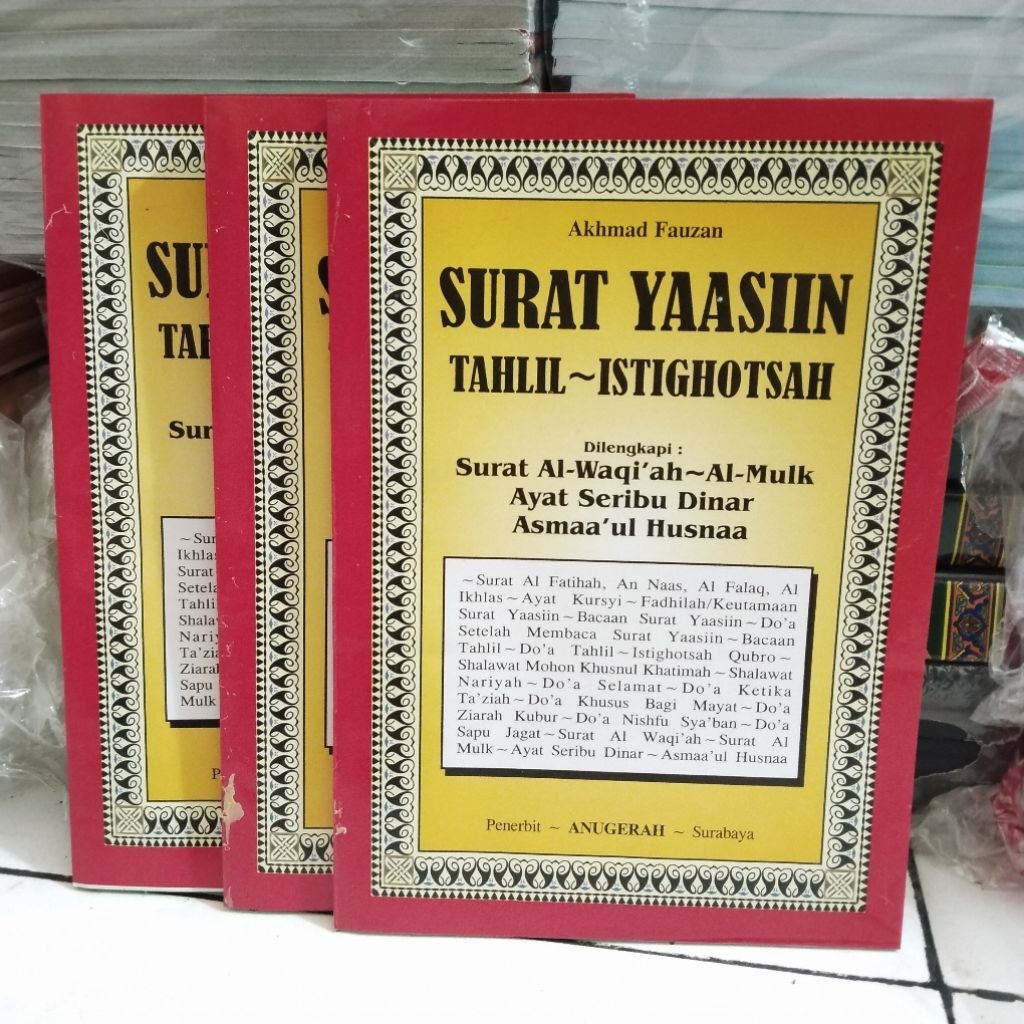 Akhmad Fauzan
SURAT YAASIIN
TAHLIL~ISTIGHOTSAH
Dilengkapi :
Surat Al-Waqi'ah~Al-Mulk
Ayat Seribu Dinar
Asmaa'ul Husnaa
~Surat Al Fatihah, An Naas, Al Falaq, Al
Ikhlas~Ayat Kursyi~Fadhilah/Keutamaan
Surat Yaasiin~Bacaan Surat Yaasiin~Do'a
Setelah Membaca Surat Yaasiin~Bacaan
Tahlil~Do'a Tahlil~Istighotsah Qubro~
Shalawat Mohon Khusnul Khatimah~Shalawat
Nariyah~Do'a Selamat~Do'a Ketika
Ta'ziah~Do'a Khusus Bagi Mayat~Do'a
Ziarah Kubur~Do'a Nishfu Sya'ban~Do'a
Sapu Jagat~Surat Al Waqi'ah~Surat Al
Mulk~Ayat Seribu Dinar~Asmaa'ul Husnaa
Penerbit ~ ANUGERAH ~ Surabaya